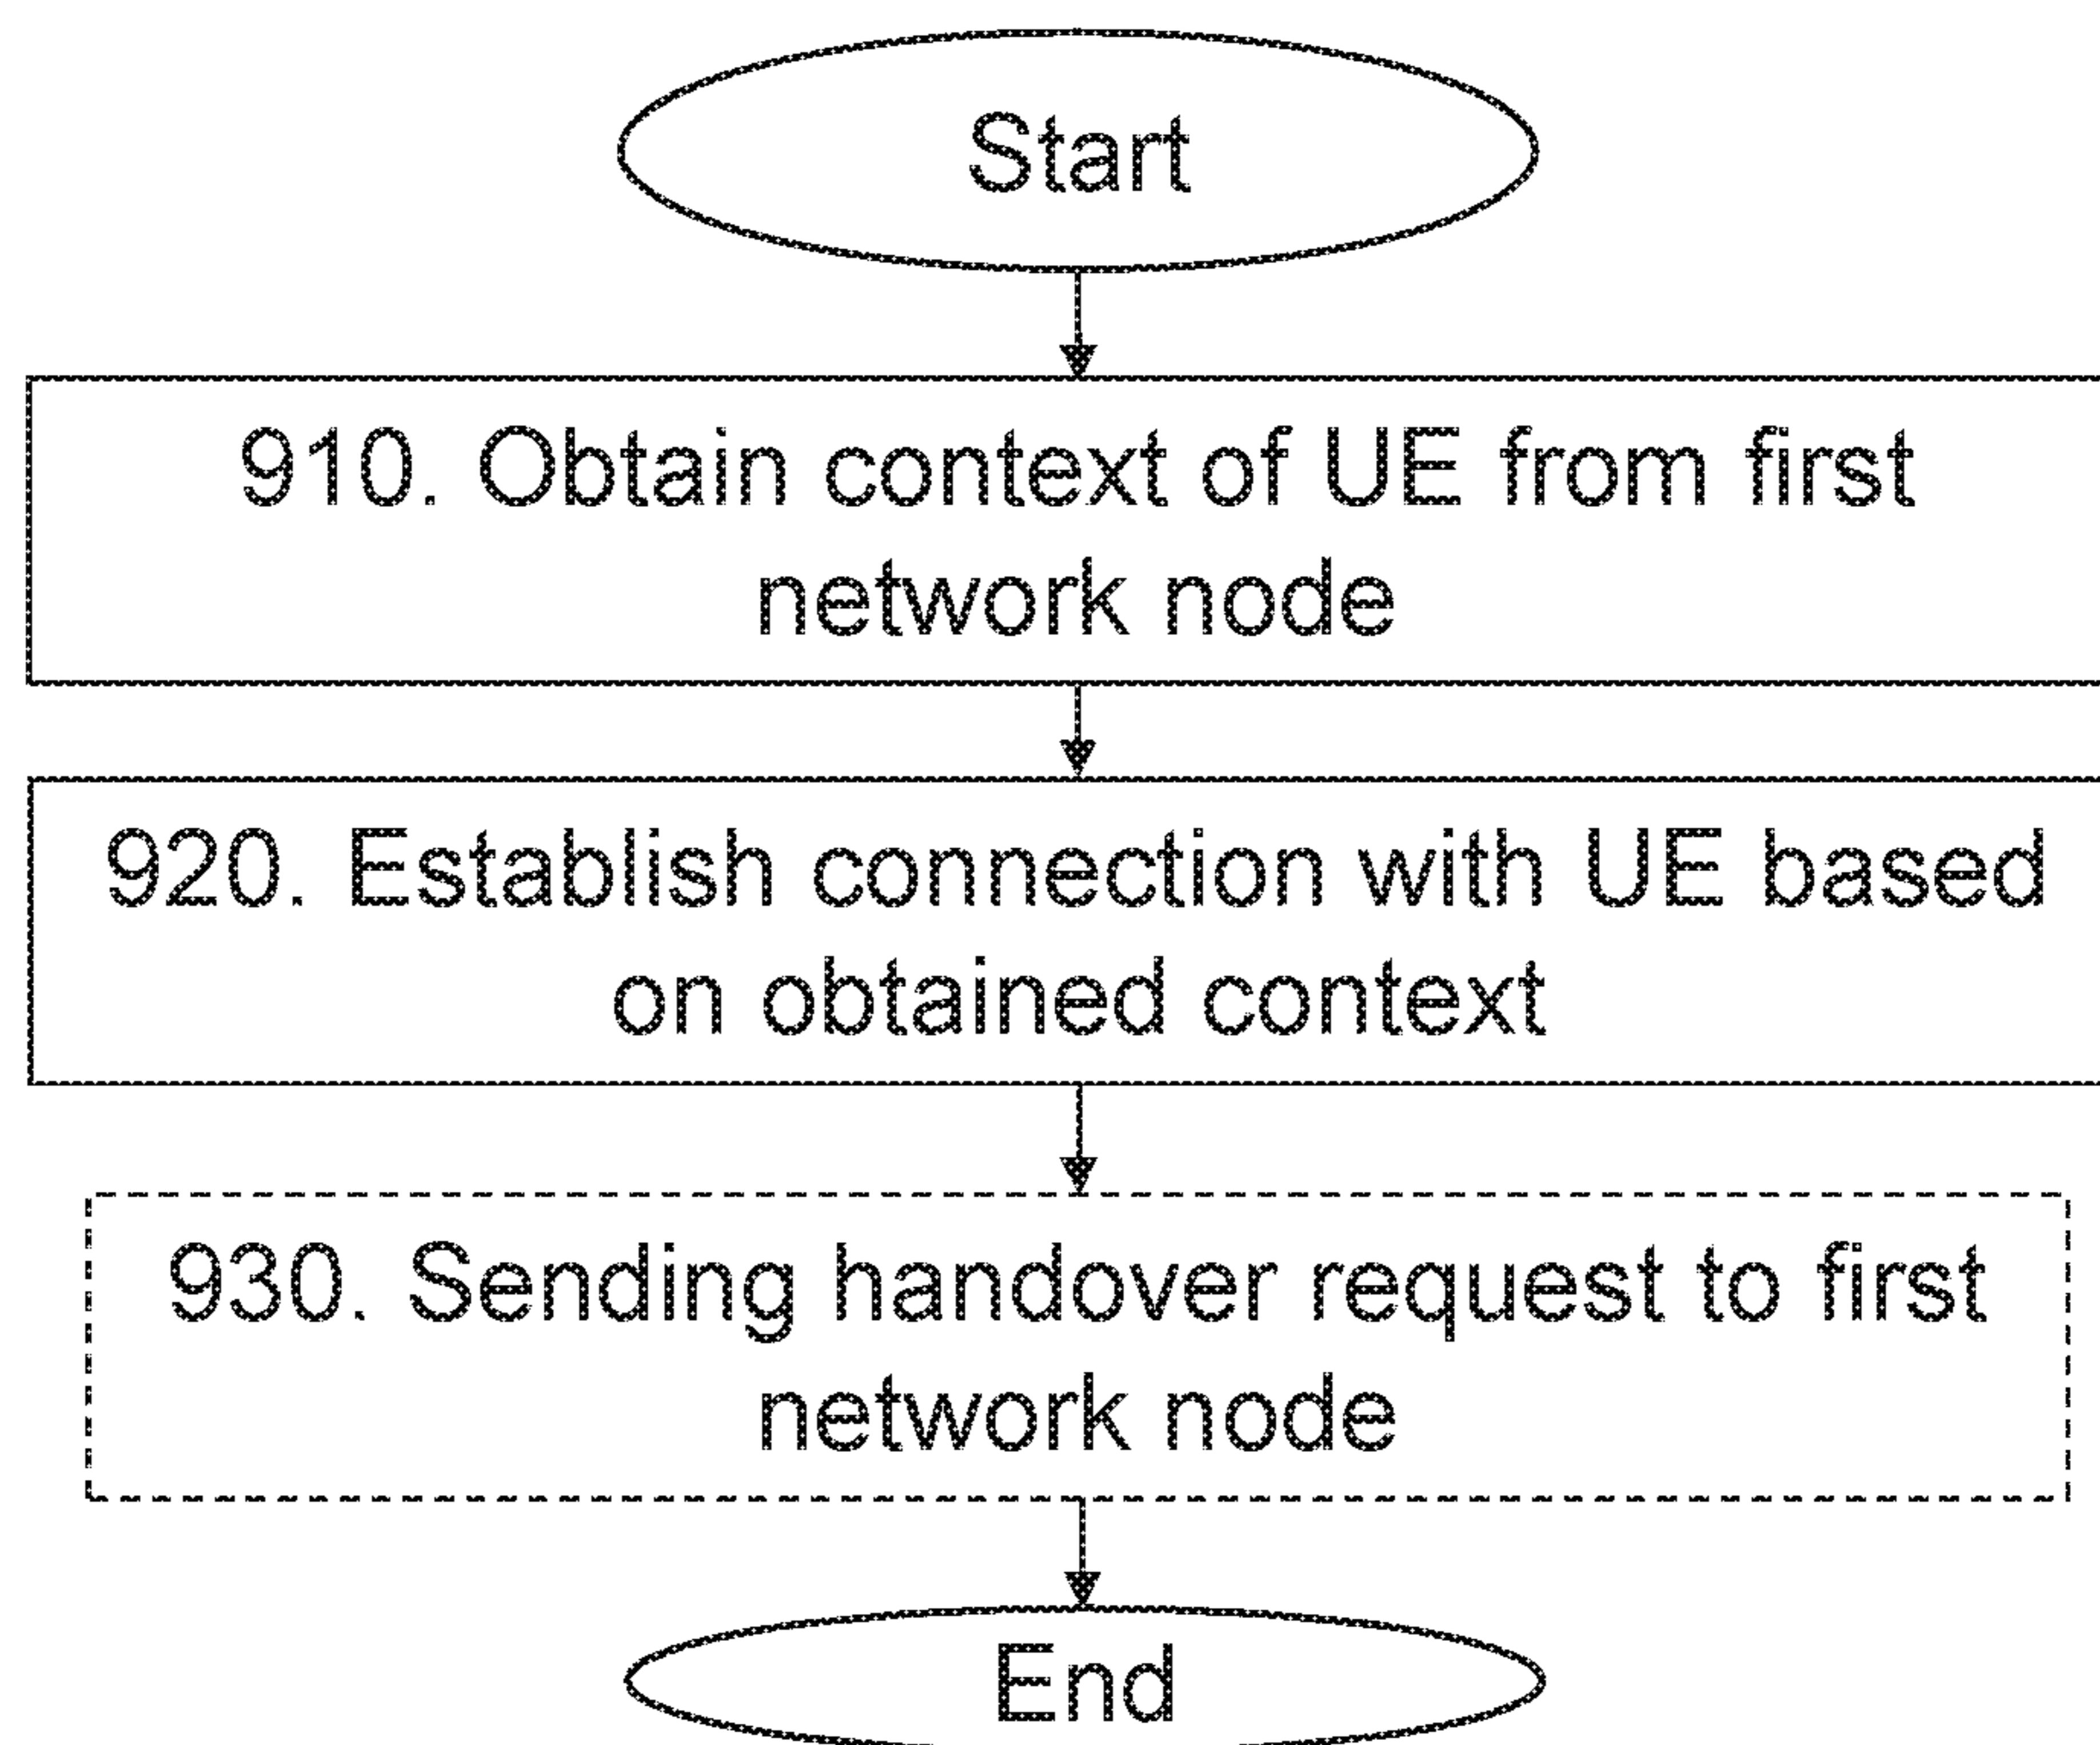 Start
910. Obtain context of UE from first
network node
920. Establish connection with UE based
on obtained context
930. Sending handover request to first
network node
End